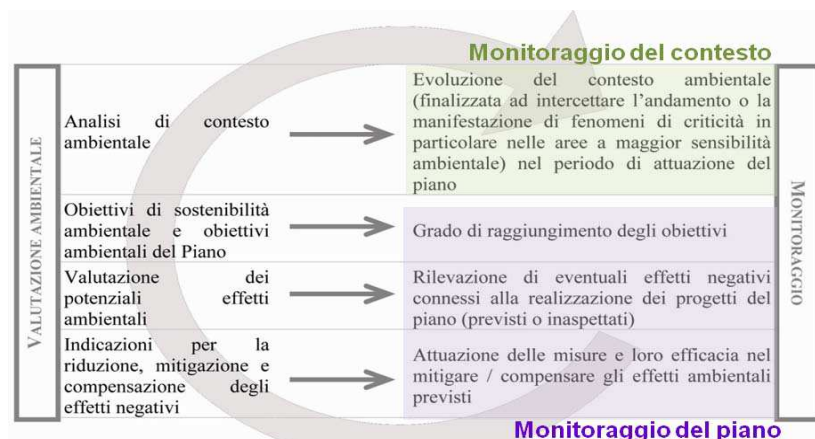 Monitoraggio del contesto
VALUTAZIONE AMBIENTALE
Analisi di contesto
ambientale
Evoluzione del contesto ambientale
(finalizzata ad intercettare l'andamento o la
manifestazione di fenomeni di criticità in
particolare nelle aree a maggior sensibilità
ambientale) nel periodo di attuazione del
piano
Obiettivi di sostenibilità
ambientale e obiettivi
ambientali del Piano
Grado di raggiungimento degli obiettivi
Valutazione dei
potenziali effetti
ambientali
Rilevazione di eventuali effetti negativi
connessi alla realizzazione dei progetti del
piano (previsti o inaspettati)
Indicazioni per la
riduzione, mitigazione e
compensazione degli
effetti negativi
Attuazione delle misure e loro efficacia nel
mitigare / compensare gli effetti ambientali
previsti
MONITORAGGIO
Monitoraggio del piano